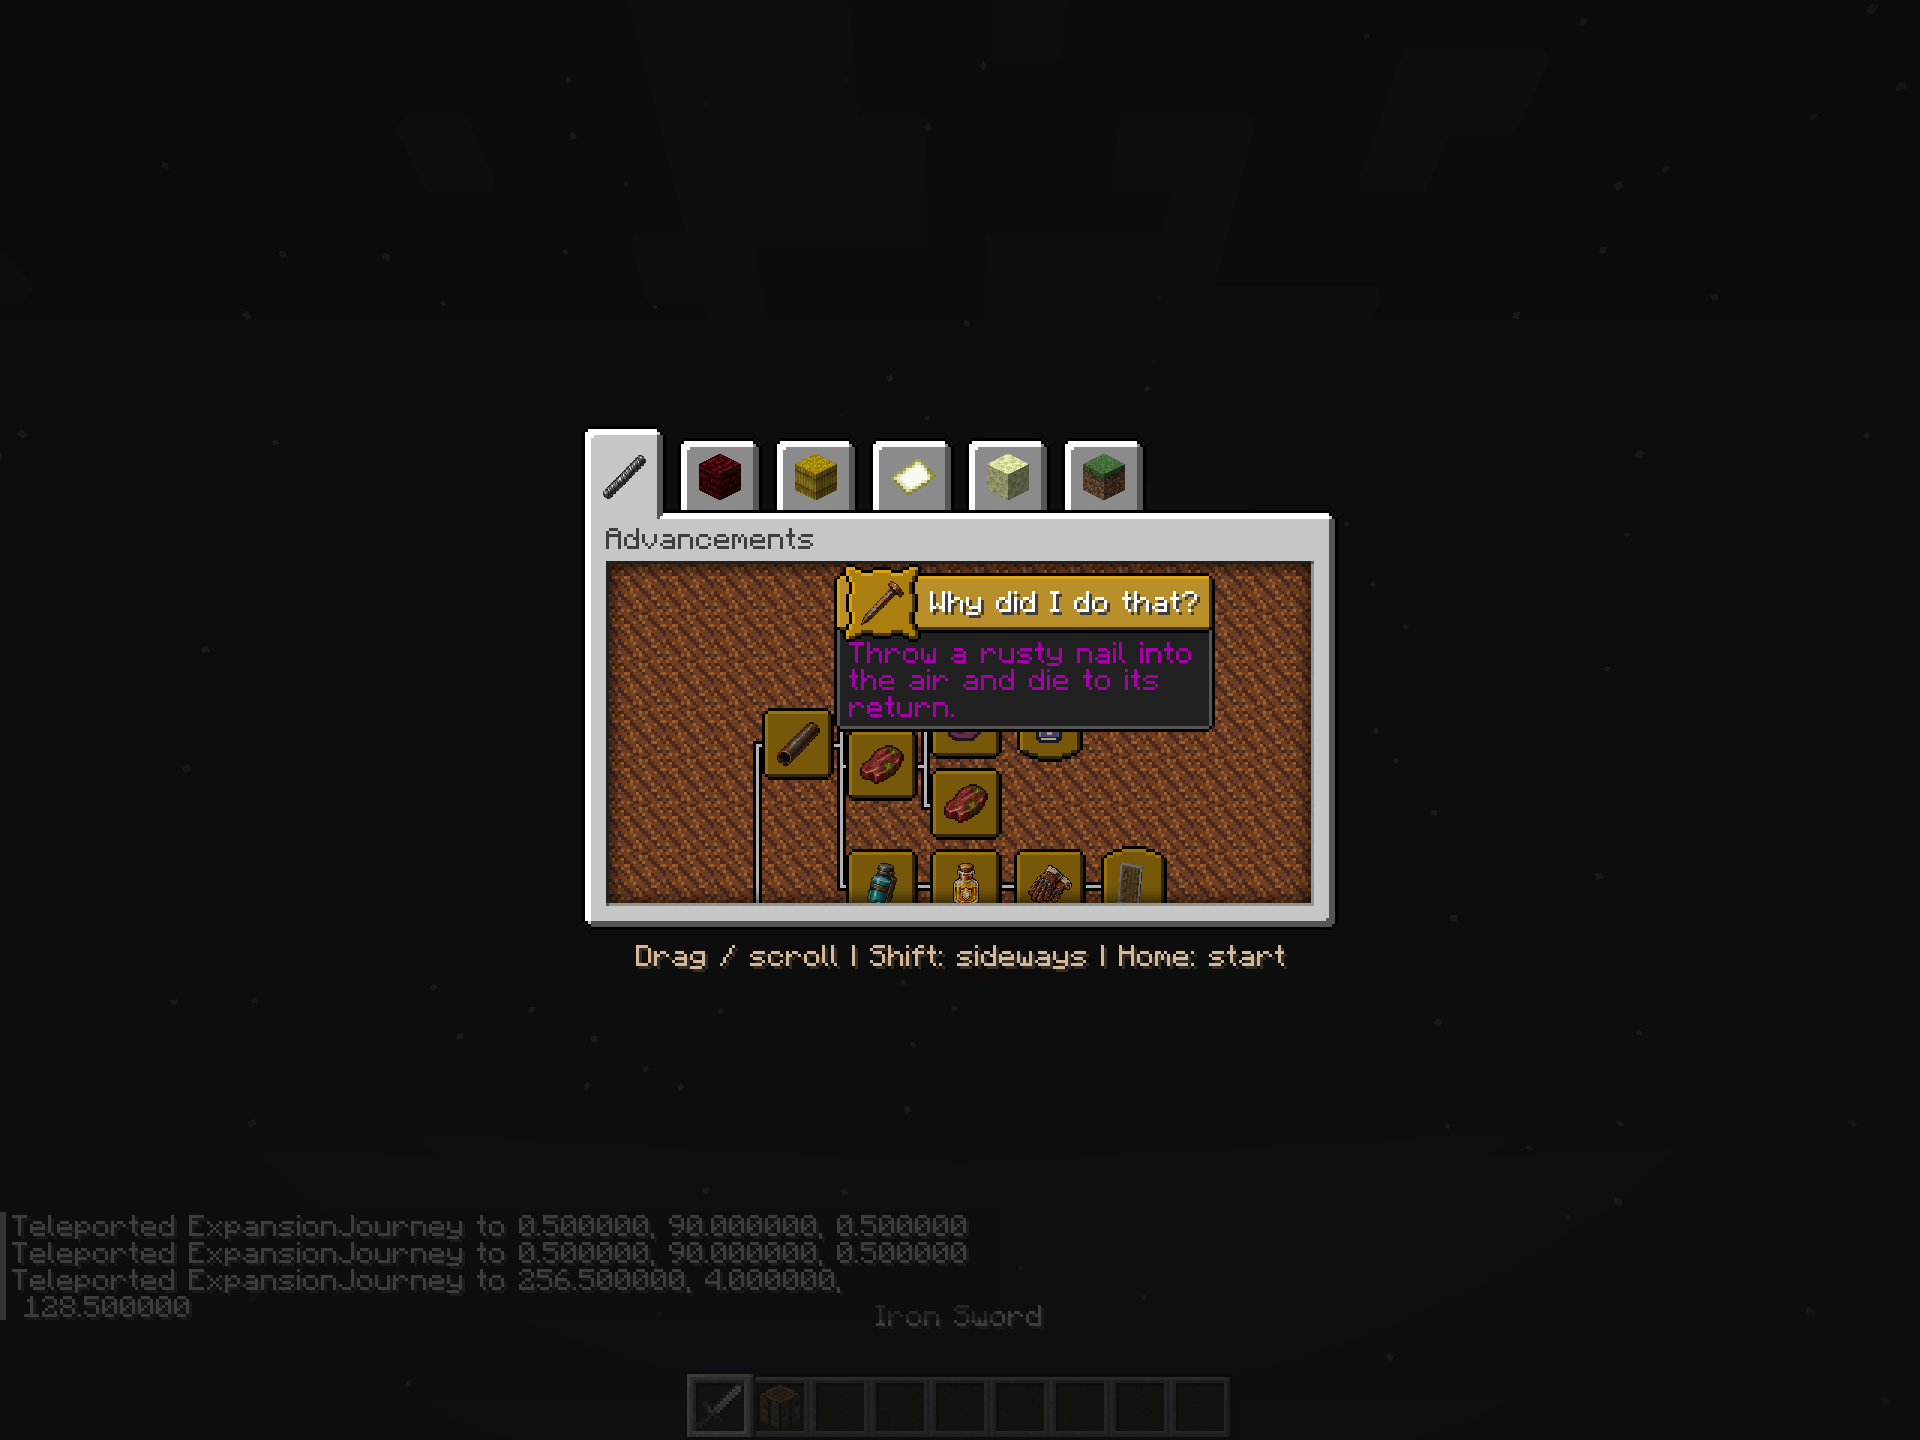 Advancements
Why did I do that?
Throw a rusty nail into
the air and die to its
return.
Drag / scroll | Shift: sideways | Home: start
Teleported ExpansionJourney to 0.500000, 90.000000, 0.500000
Teleported ExpansionJourney to 0.500000, 90.000000, 0.500000
Teleported ExpansionJourney to 256.500000, 4.000000,
128.500000
Iron Sword